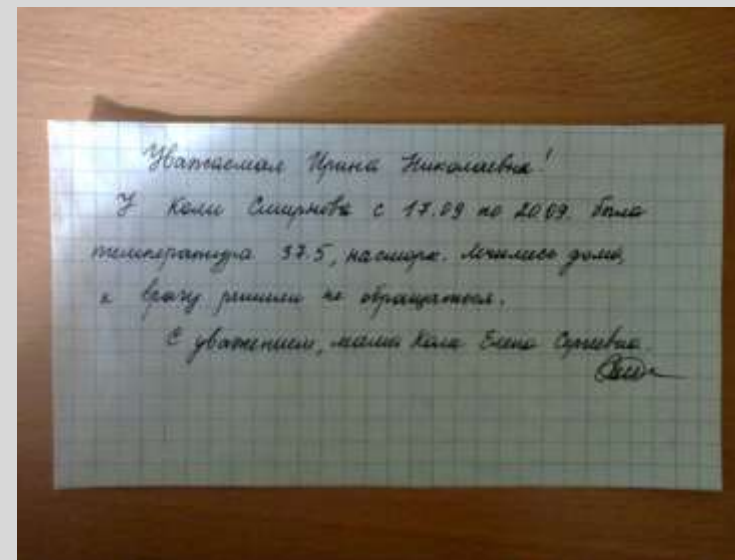 Уважаемая Ирина Николаевна!
У Коли Смирнова с 17.09 по 20.09. была
температура 37.5, насморк. Лечились дома,
к врачу решили не обращаться.
С уважением, мама Коли Елена Сергеевна.